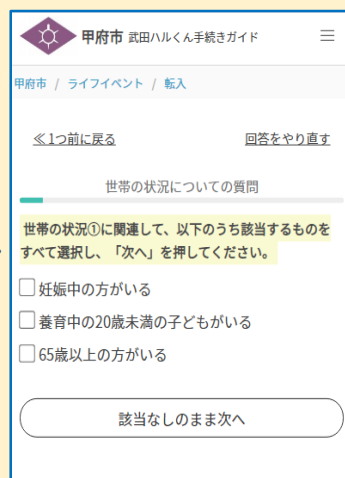 甲府市 武田ハルくん手続きガイド
甲府市 / ライフイベント / 転入
≪ 1つ前に戻る 回答をやり直す
世帯の状況についての質問
世帯の状況①に関連して、以下のうち該当するものを
すべて選択し、「次へ」を押してください。
妊娠中の方がいる
養育中の20歳未満の子どもがいる
65歳以上の方がいる
該当なしのまま次へ